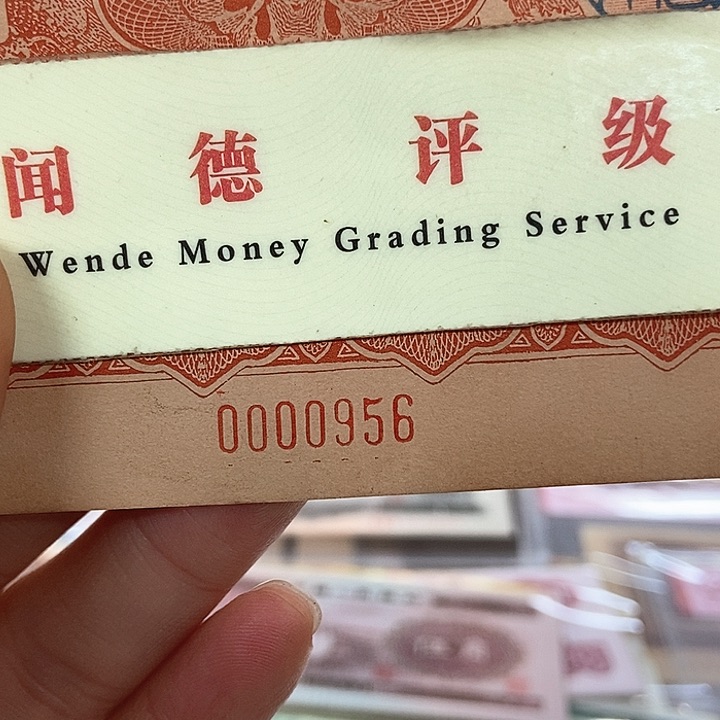 闻德评级
Wende Money Grading Service
0000956